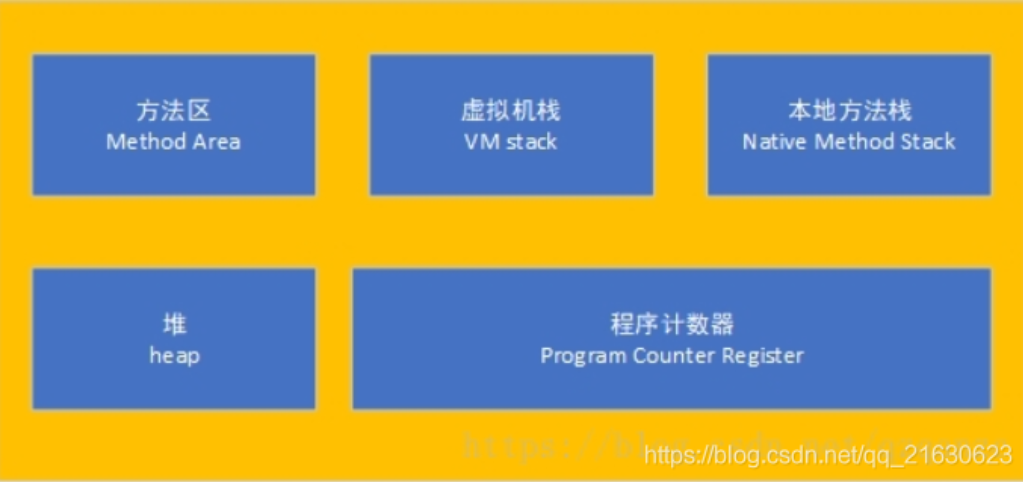 方法区
Method Area
虚拟机栈
VM stack
本地方法栈
Native Method Stack
堆
heap
程序计数器
Program Counter Register
https://blog.csdn.net/qq_21630623